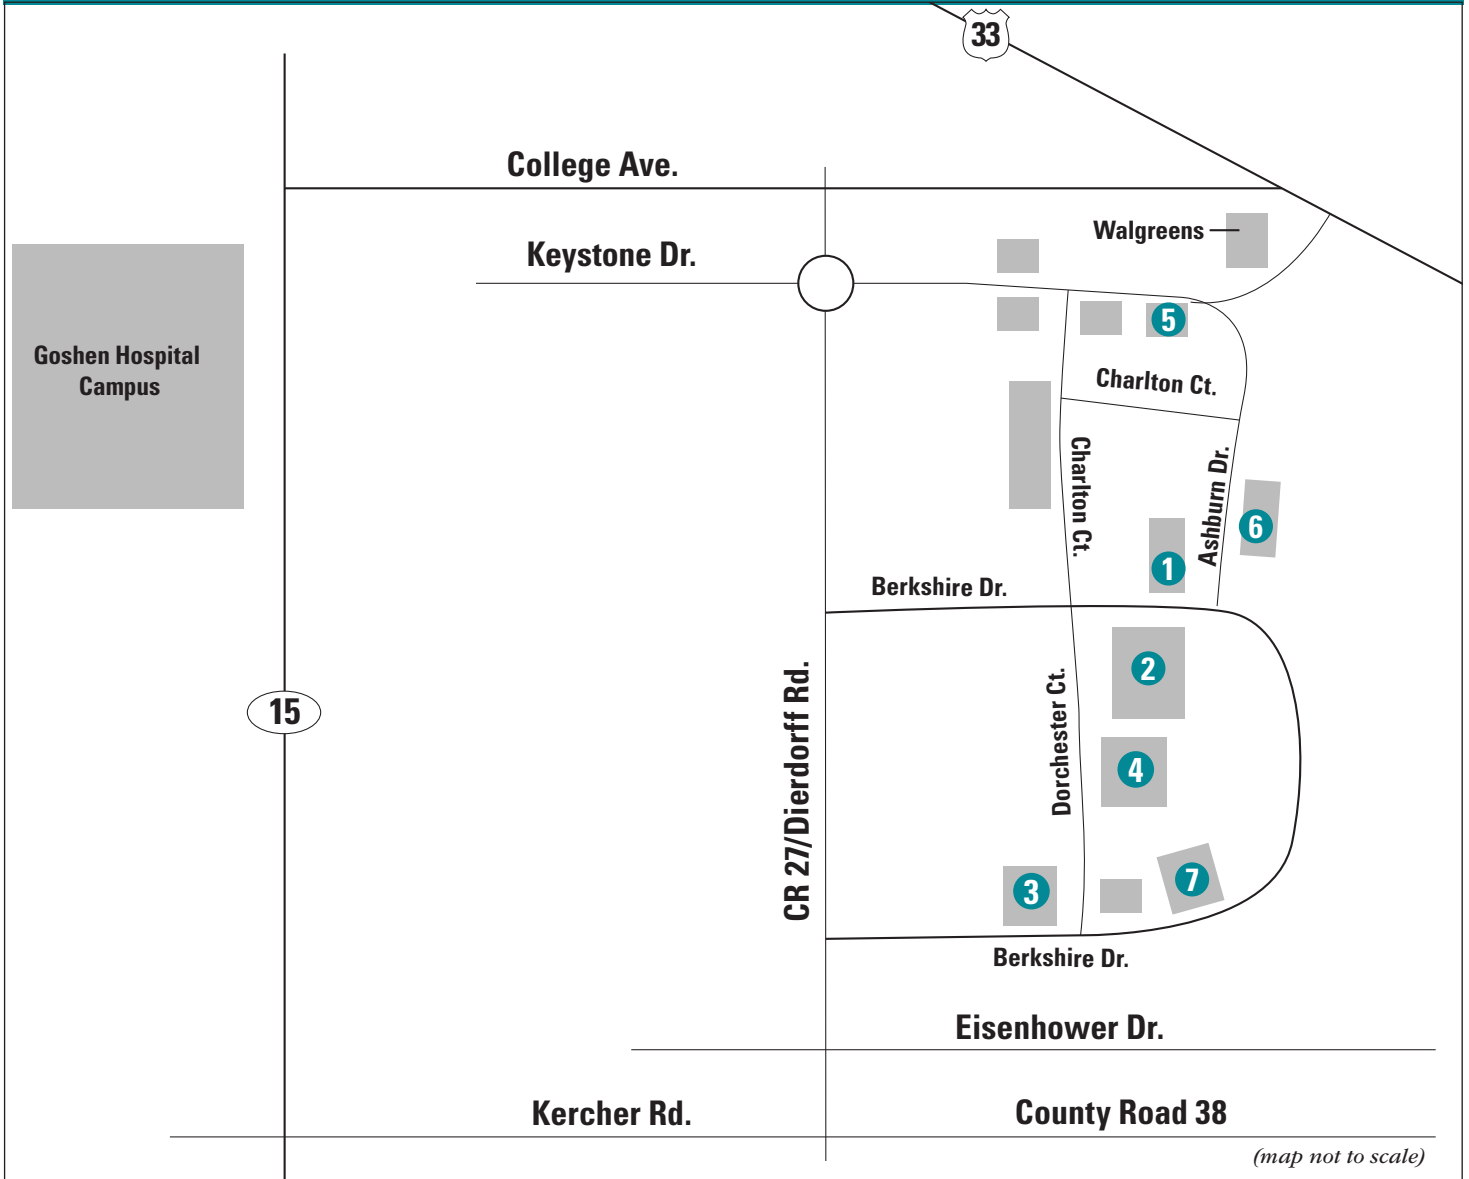 33
College Ave.
Walgreens
Keystone Dr.
5
Goshen Hospital
Campus
Charlton Ct.
Charlton Ct.
Ashburn Dr.
6
1
Berkshire Dr.
2
15
CR 27/Dierdorff Rd.
Dorchester Ct.
4
3
7
Berkshire Dr.
Eisenhower Dr.
Kercher Rd.
County Road 38
(map not to scale)